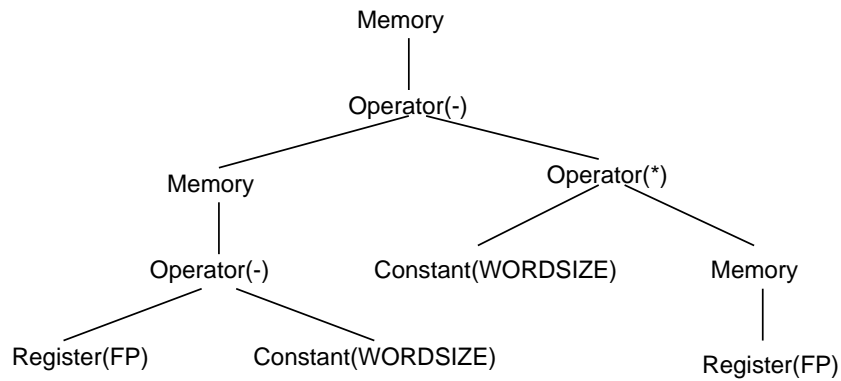 Memory
Operator(-)
Memory
Operator(*)
Operator(-)
Constant(WORDSIZE)
Memory
Register(FP)
Constant(WORDSIZE)
Register(FP)